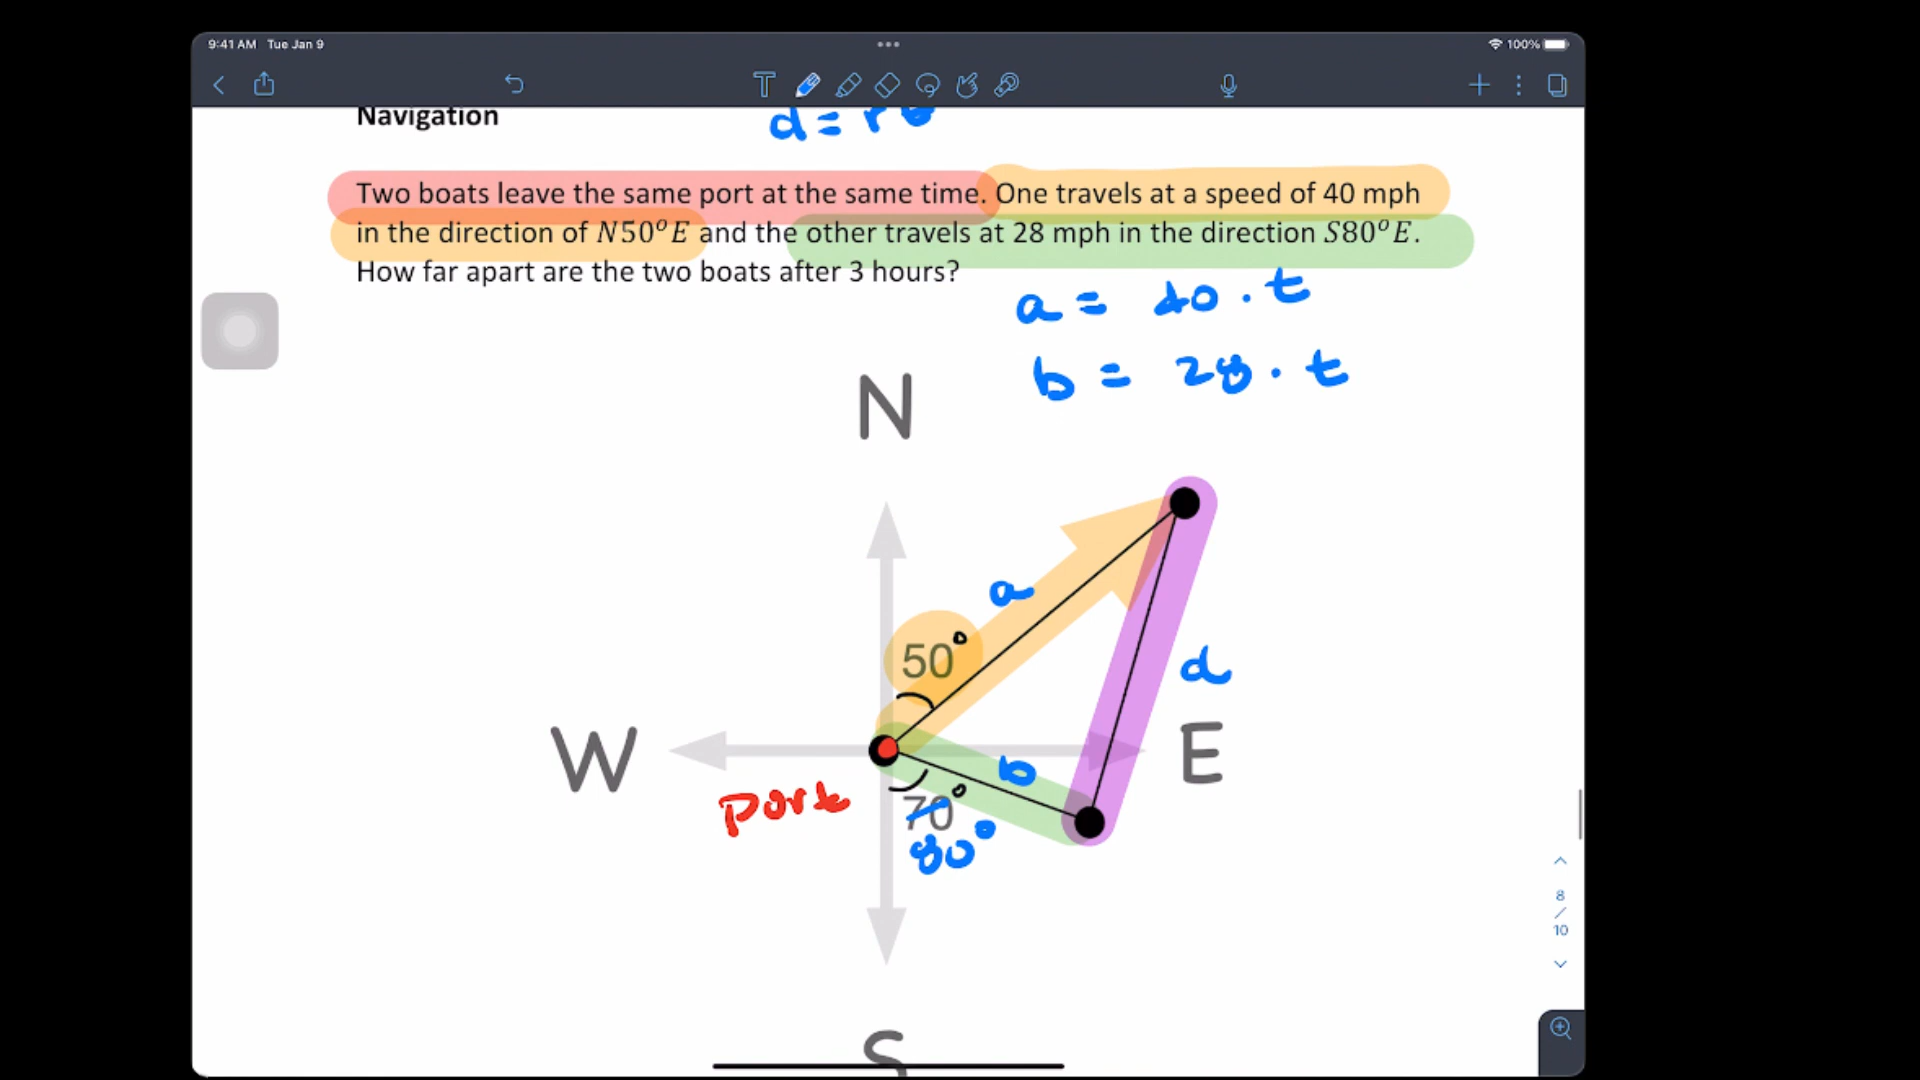 9:41 AM Tue Jan 9
100%
Navigation
d = rθ
Two boats leave the same port at the same time. One travels at a speed of 40 mph
in the direction of N50°E and the other travels at 28 mph in the direction S80°E.
How far apart are the two boats after 3 hours?
a = 40 · t
b = 28 · t
N
a
50°
d
W
E
b
port
70°
80°
S
8
/
10